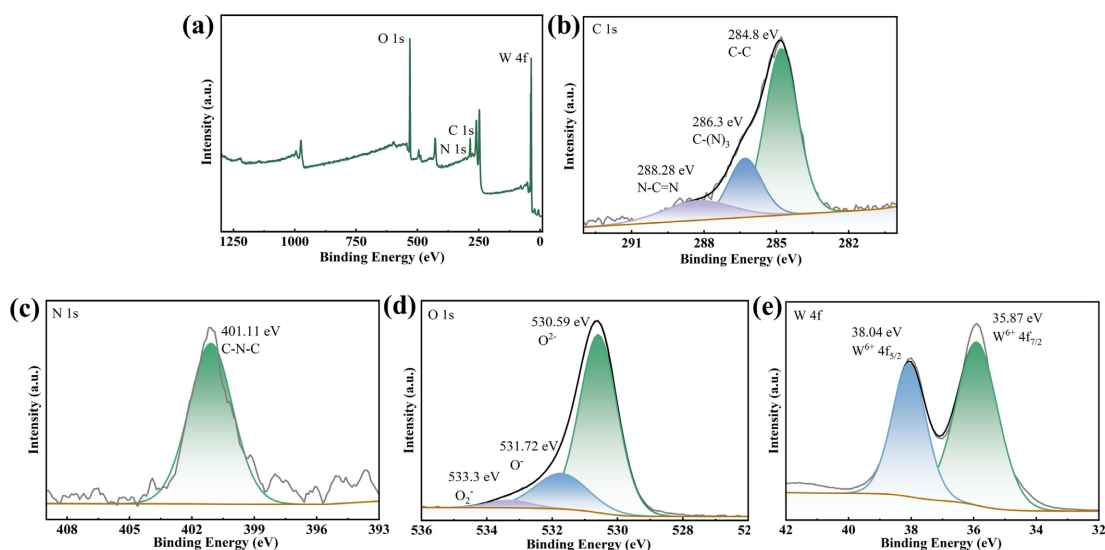 (a)
O 1s
W 4f
C 1s
N 1s
Intensity (a.u.)
1300 1000 750 500 250 0
Binding Energy (eV)
(b)
C 1s
284.8 eV
C-C
286.3 eV
C-(N)₃
288.28 eV
N-C=N
Intensity (a.u.)
291 288 285 282
Binding Energy (eV)
(c)
N 1s
401.11 eV
C-N-C
Intensity (a.u.)
408 405 402 399 396 393
Binding Energy (eV)
(d)
O 1s
530.59 eV
O²⁻
531.72 eV
O⁻
533.3 eV
O₂⁻
Intensity (a.u.)
536 534 532 530 528 52
Binding Energy (eV)
(e)
W 4f
35.87 eV
W⁶⁺ 4f₇/₂
38.04 eV
W⁶⁺ 4f₅/₂
Intensity (a.u.)
42 40 38 36 34 32
Binding Energy (eV)